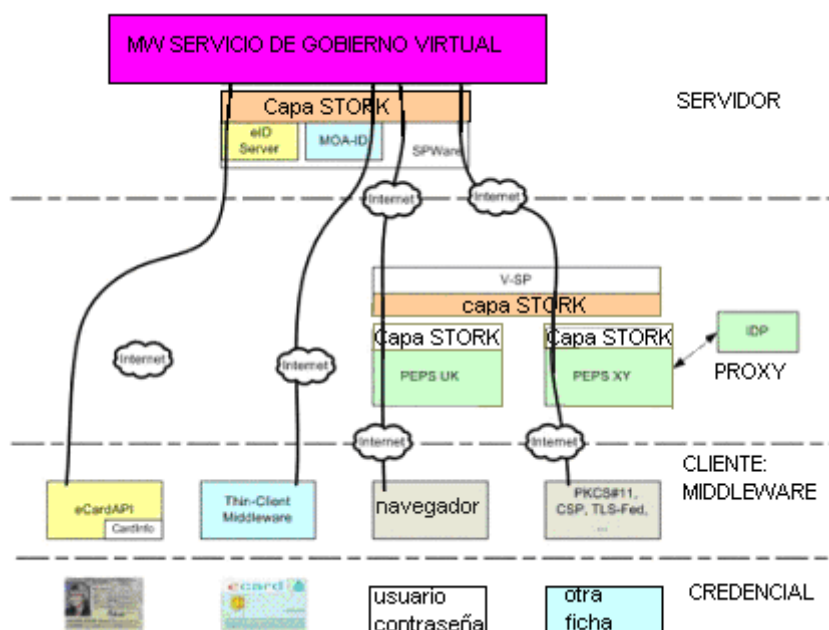 MW SERVICIO DE GOBIERNO VIRTUAL
SERVIDOR
Capa STORK
eID
Server
MOA-ID
SPWare
Internet
Internet
V-SP
capa STORK
Capa STORK
Capa STORK
IDP
Internet
Internet
PEPS UK
PEPS XY
PROXY
Internet
Internet
CLIENTE:
MIDDLEWARE
eCardAPI
CardInfo
Thin-Client
Middleware
navegador
PKCS#11,
CSP, TLS-Fed,
...
ecard
usuario
contraseña
otra
ficha
CREDENCIAL